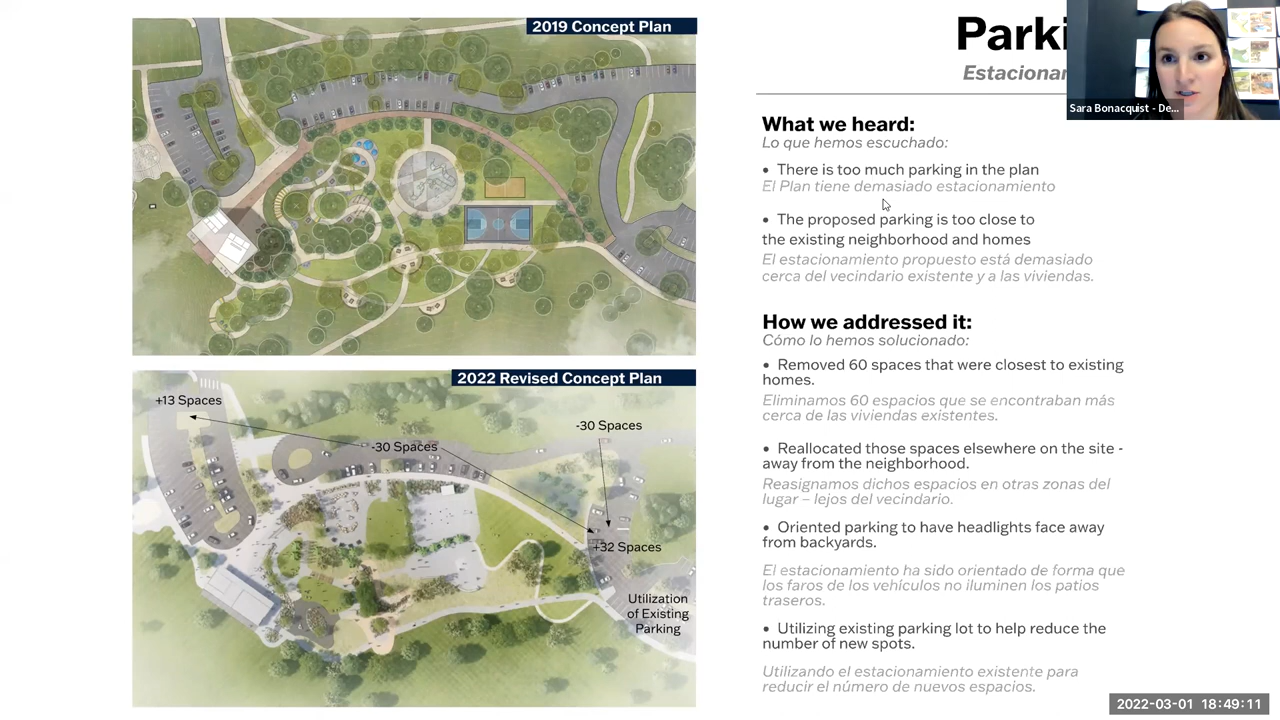 2019 Concept Plan
2022 Revised Concept Plan
+13 Spaces
-30 Spaces
-30 Spaces
+32 Spaces
Utilization
of Existing
Parking
What we heard:
Lo que hemos escuchado:
• There is too much parking in the plan
El Plan tiene demasiado estacionamiento
• The proposed parking is too close to
the existing neighborhood and homes
El estacionamiento propuesto está demasiado
cerca del vecindario existente y a las viviendas.
How we addressed it:
Cómo lo hemos solucionado:
• Removed 60 spaces that were closest to existing
homes.
Eliminamos 60 espacios que se encontraban más
cerca de las viviendas existentes.
• Reallocated those spaces elsewhere on the site -
away from the neighborhood.
Reasignamos dichos espacios en otras zonas del
lugar – lejos del vecindario.
• Oriented parking to have headlights face away
from backyards.
El estacionamiento ha sido orientado de forma que
los faros de los vehículos no iluminen los patios
traseros.
• Utilizing existing parking lot to help reduce the
number of new spots.
Utilizando el estacionamiento existente para
reducir el número de nuevos espacios.
Sara Bonacquist - De...
2022-03-01 18:49:11